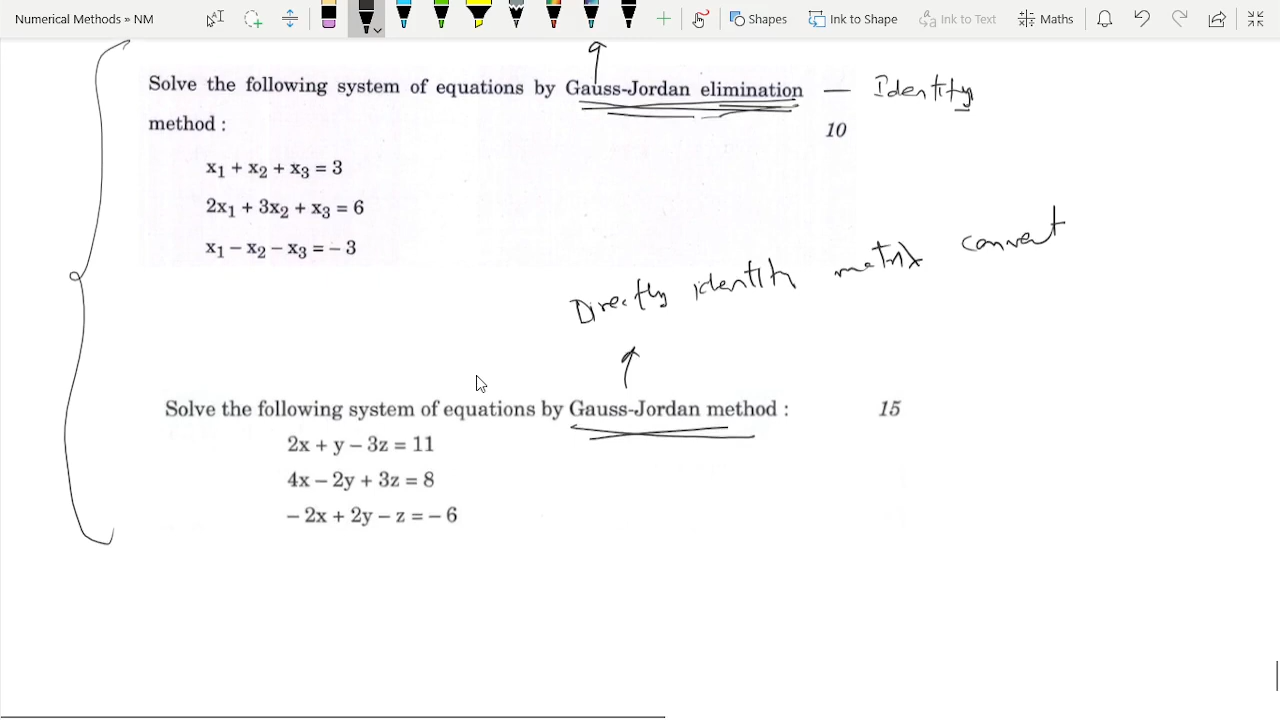 Numerical Methods » NM
Shapes
Ink to Shape
Ink to Text
Maths
Solve the following system of equations by Gauss-Jordan elimination — Identity
method :
10
x₁ + x₂ + x₃ = 3
2x₁ + 3x₂ + x₃ = 6
x₁ – x₂ – x₃ = – 3
Directly identity matrix convert
Solve the following system of equations by Gauss-Jordan method : 15
2x + y – 3z = 11
4x – 2y + 3z = 8
– 2x + 2y – z = – 6